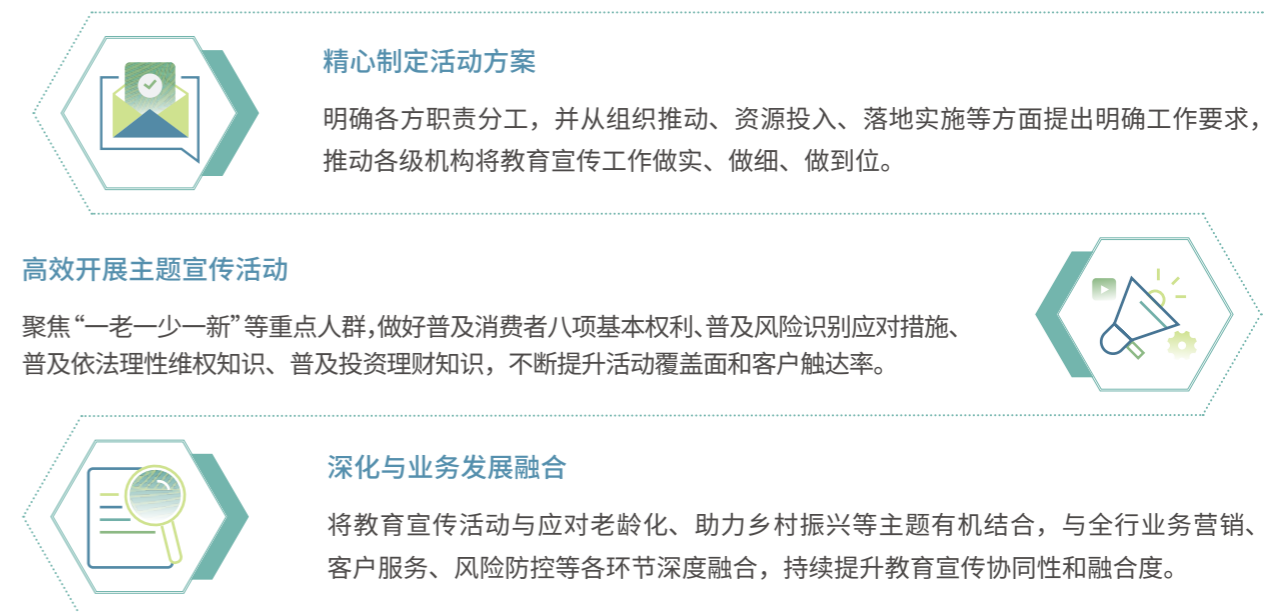 精心制定活动方案
明确各方职责分工，并从组织推动、资源投入、落地实施等方面提出明确工作要求，
推动各级机构将教育宣传工作做实、做细、做到位。
高效开展主题宣传活动
聚焦“一老一少一新”等重点人群，做好普及消费者八项基本权利、普及风险识别应对措施、
普及依法理性维权知识、普及投资理财知识，不断提升活动覆盖面和客户触达率。
深化与业务发展融合
将教育宣传活动与应对老龄化、助力乡村振兴等主题有机结合，与全行业务营销、
客户服务、风险防控等各环节深度融合，持续提升教育宣传协同性和融合度。